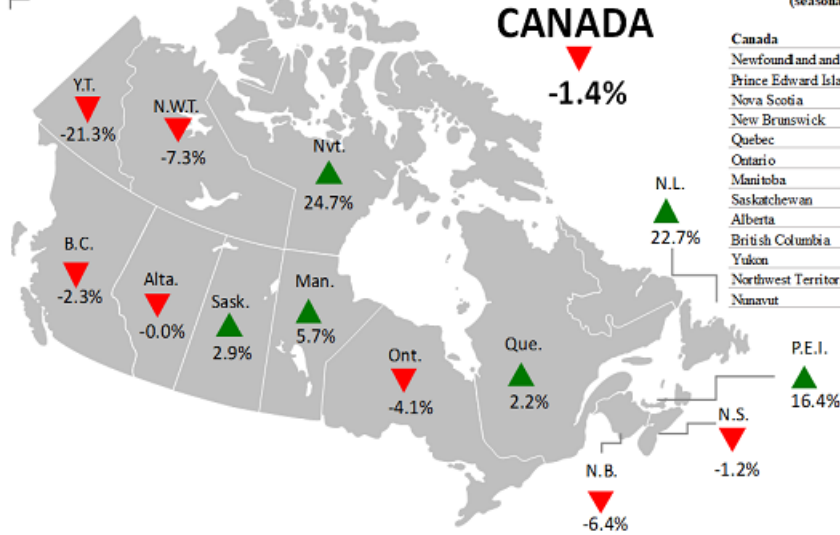 (seasona
CANADA
-1.4%
Canada
Newfoundland and
Prince Edward Isla
Nova Scotia
New Brunswick
Quebec
Ontario
Manitoba
Saskatchewan
Alberta
British Columbia
Yukon
Northwest Territor
Nunavut
Y.T.
-21.3%
N.W.T.
-7.3%
Nvt.
24.7%
N.L.
22.7%
B.C.
-2.3%
Alta.
-0.0%
Sask.
2.9%
Man.
5.7%
Ont.
-4.1%
Que.
2.2%
P.E.I.
16.4%
N.S.
-1.2%
N.B.
-6.4%